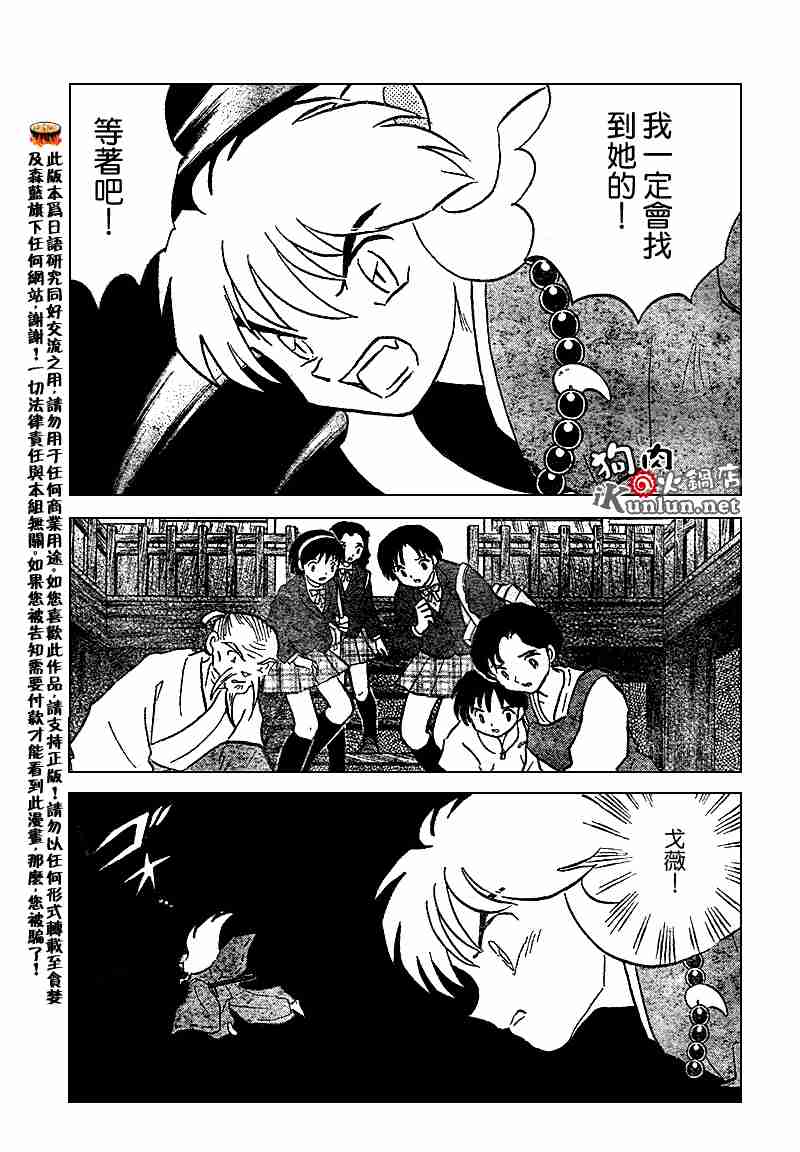 我一定會找
到她的！
等著吧！
狗肉
火鍋店
iKunlun.net
戈薇！
此版本爲日語研究同好交流之用，請勿用于任何商業用途。如您喜歡此作品，請支持正版！請勿以任何形式轉載至貪婪
及森藍旗下任何網站，謝謝！一切法律責任與本組無關。如果您被告知需要付款才能看到此漫畫，那麽，您被騙了！